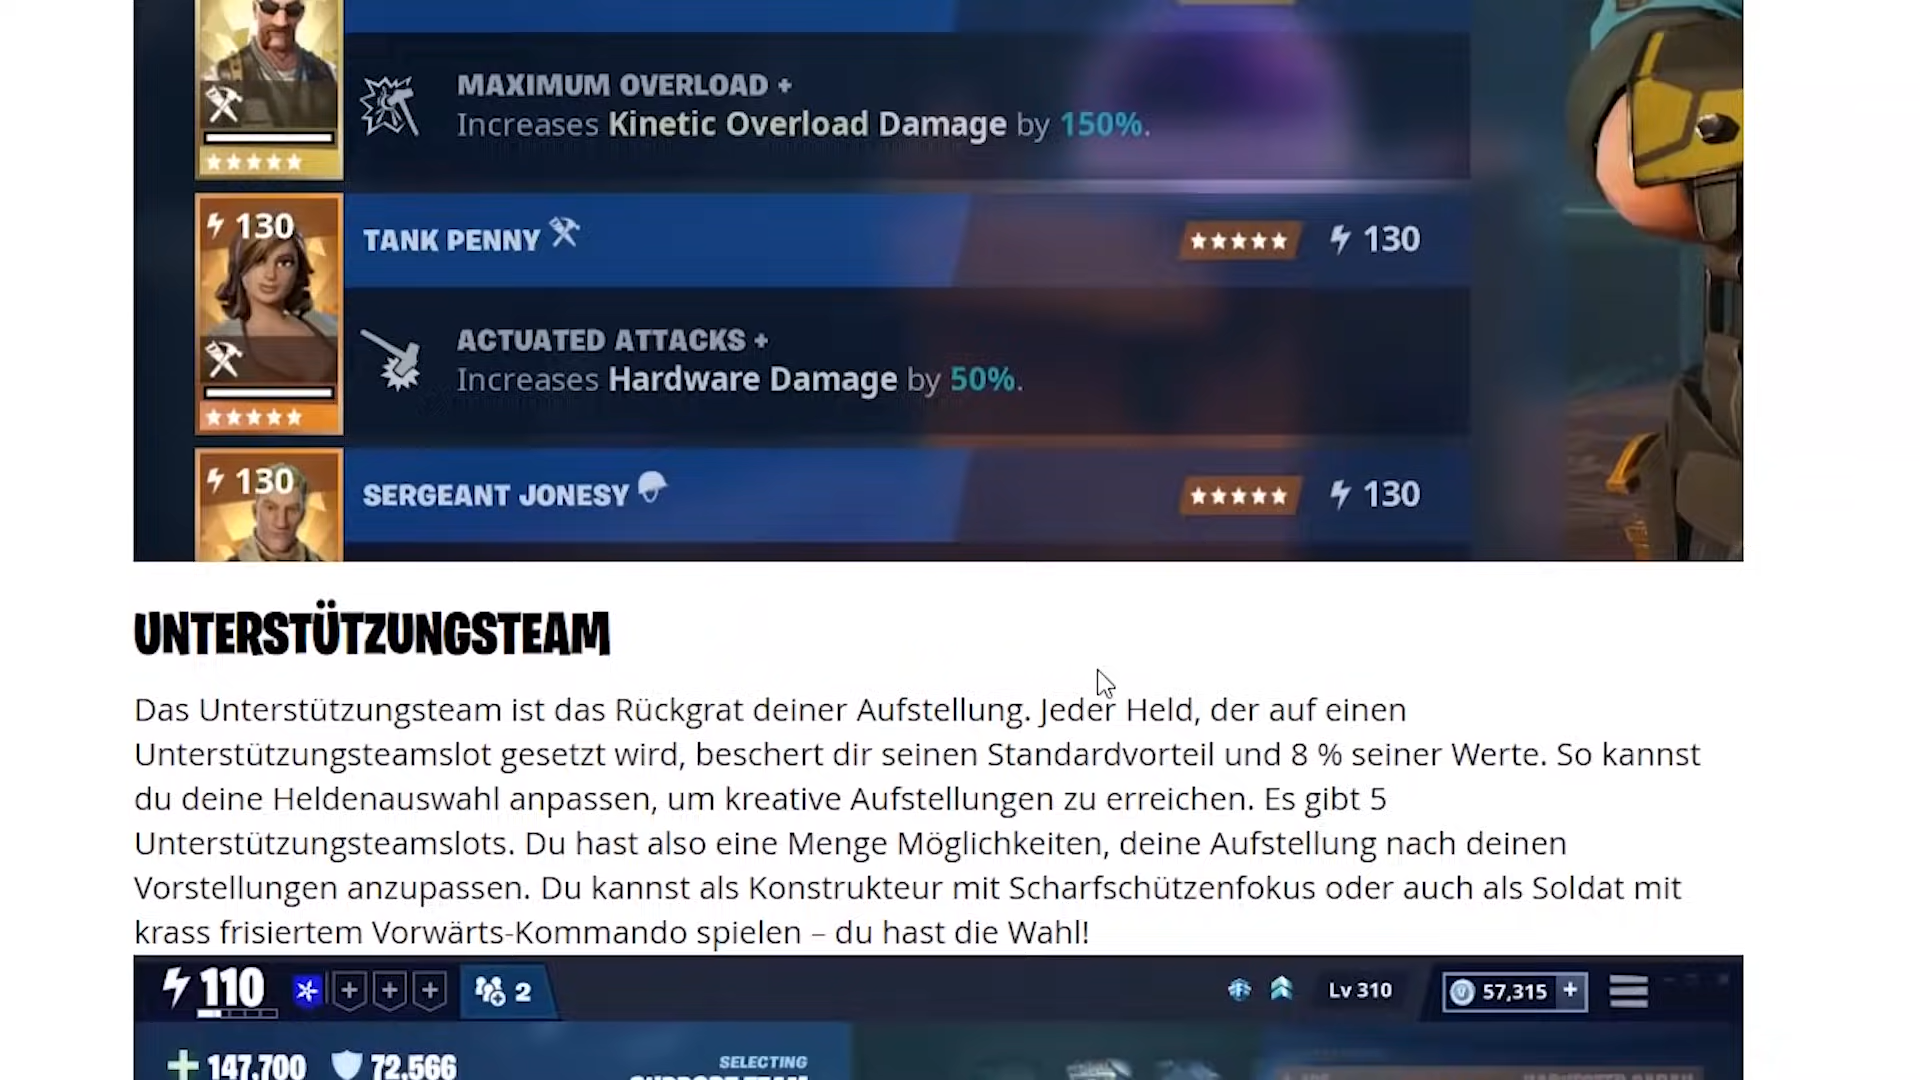 MAXIMUM OVERLOAD +
Increases Kinetic Overload Damage by 150%.
130
TANK PENNY
130
ACTUATED ATTACKS +
Increases Hardware Damage by 50%.
130
SERGEANT JONESY
130
UNTERSTÜTZUNGSTEAM
Das Unterstützungsteam ist das Rückgrat deiner Aufstellung. Jeder Held, der auf einen
Unterstützungsteamslot gesetzt wird, beschert dir seinen Standardvorteil und 8 % seiner Werte. So kannst
du deine Heldenauswahl anpassen, um kreative Aufstellungen zu erreichen. Es gibt 5
Unterstützungsteamslots. Du hast also eine Menge Möglichkeiten, deine Aufstellung nach deinen
Vorstellungen anzupassen. Du kannst als Konstrukteur mit Scharfschützenfokus oder auch als Soldat mit
krass frisiertem Vorwärts-Kommando spielen – du hast die Wahl!
110 2 Lv 310 57,315 +
147,700 72,566 SELECTING
SUPPORT TEAM